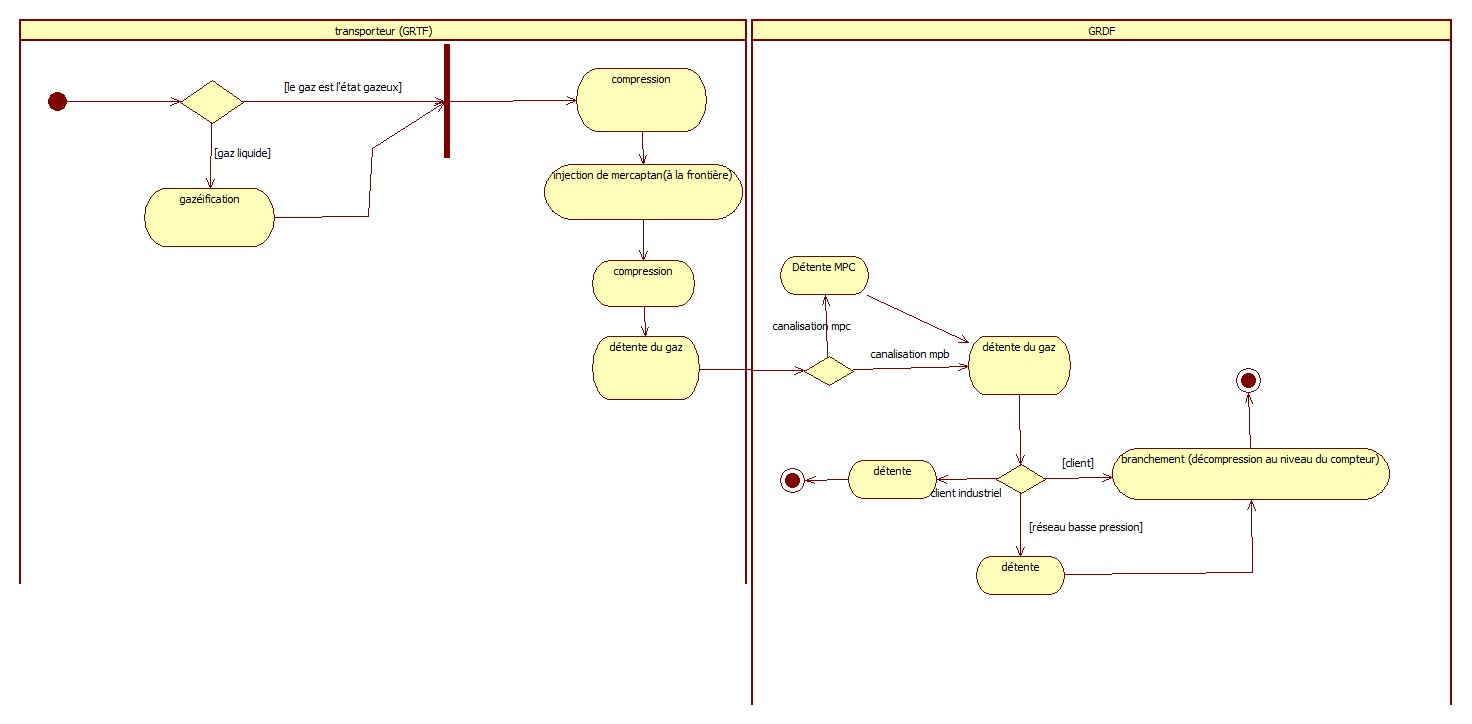 transporteur (GRTF)
GRDF
[le gaz est l'état gazeux]
[gaz liquide]
gazéification
compression
injection de mercaptan(à la frontière)
compression
détente du gaz
Détente MPC
canalisation mpc
canalisation mpb
détente du gaz
[client]
branchement (décompression au niveau du compteur)
détente
client industriel
[réseau basse pression]
détente